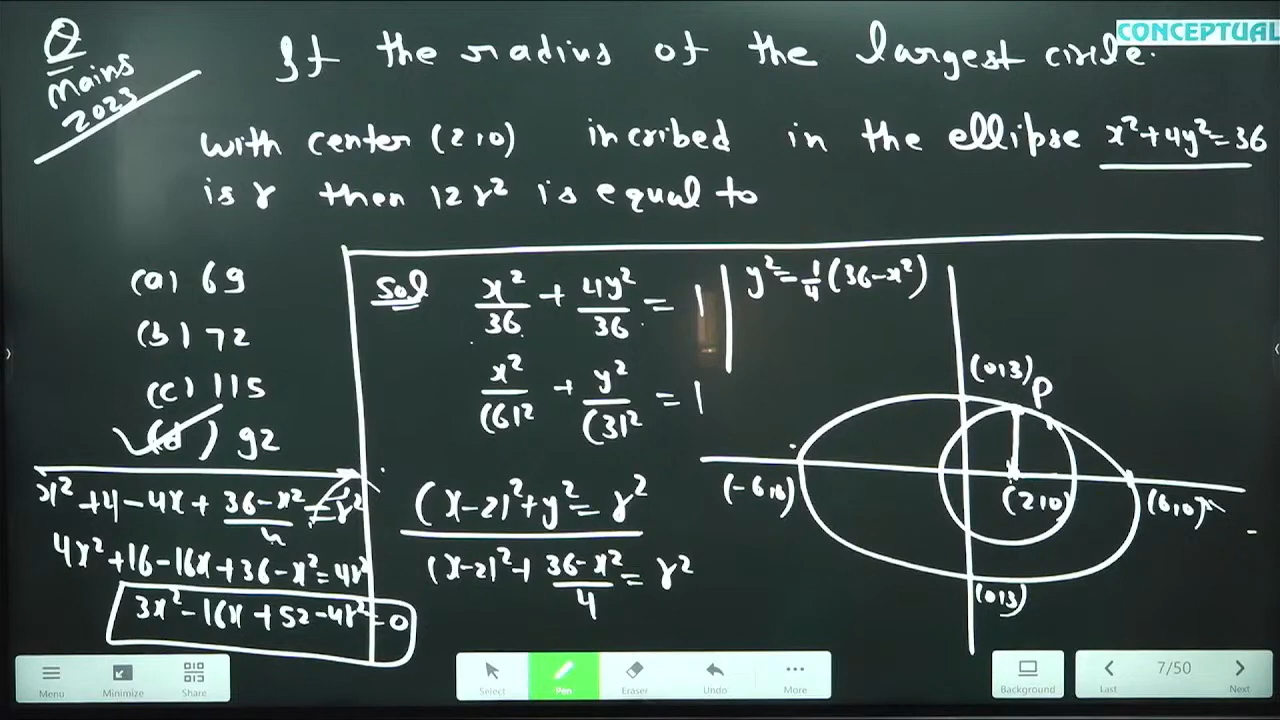 CONCEPTUAL
Q
Mains
2023
If the radius of the largest circle.
with center (2,0) incribed in the ellipse x²+4y²=36
is r then 12r² is equal to
(a) 69
(b) 72
(c) 115
(d) 92
x²+4-4x+ 36-x²/4 = r²
4x²+16-16x+36-x²=4r²
3x²-16x+52-4r²=0
Sol
x²/36 + 4y²/36 = 1
x²/(6)² + y²/(3)² = 1
(x-2)²+y²=r²
(x-2)²+ 36-x²/4 = r²
y²=1/4(36-x²)
(0,3) P
(-6,0)
(2,0)
(6,0)
(0,3)
Menu
Minimize
Share
Select
Pen
Eraser
Undo
More
Background
Last
7/50
Next